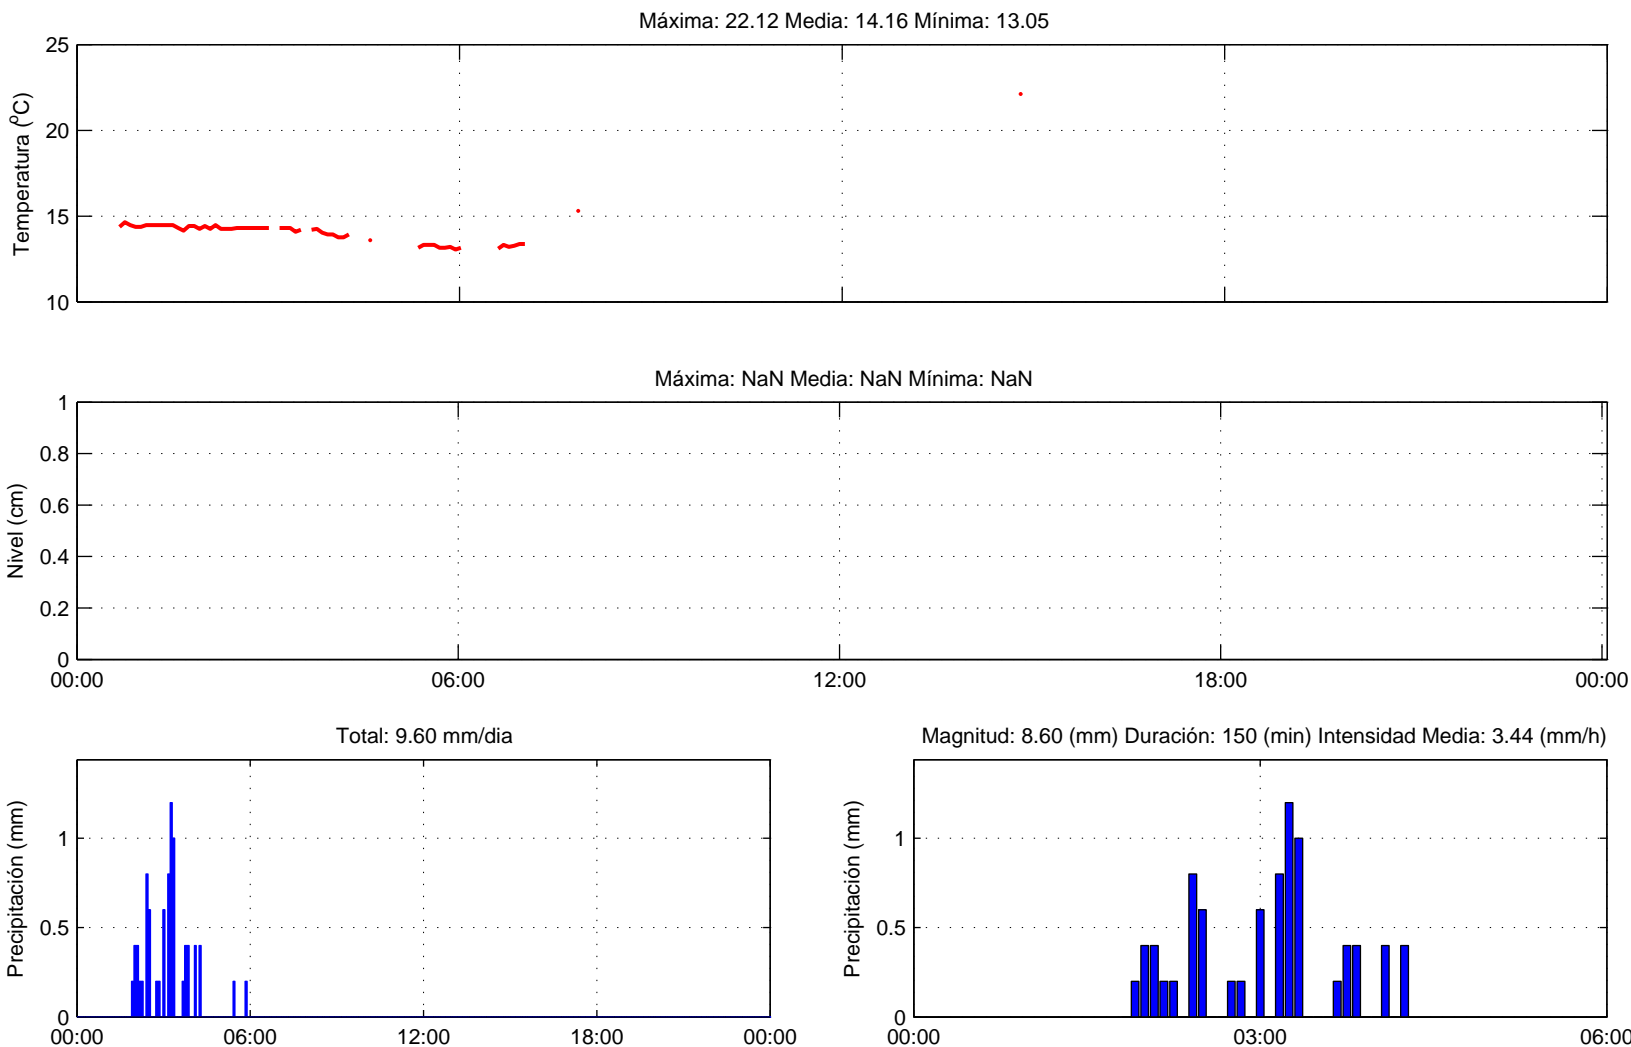 Máxima: 22.12 Media: 14.16 Mínima: 13.05
25
20
15
10
Temperatura (ºC)
Máxima: NaN Media: NaN Mínima: NaN
1
0.8
0.6
0.4
0.2
0
Nivel (cm)
00:00 06:00 12:00 18:00 00:00
Total: 9.60 mm/dia
1
0.5
0
Precipitación (mm)
00:00 06:00 12:00 18:00 00:00
Magnitud: 8.60 (mm) Duración: 150 (min) Intensidad Media: 3.44 (mm/h)
1
0.5
0
Precipitación (mm)
00:00 03:00 06:00